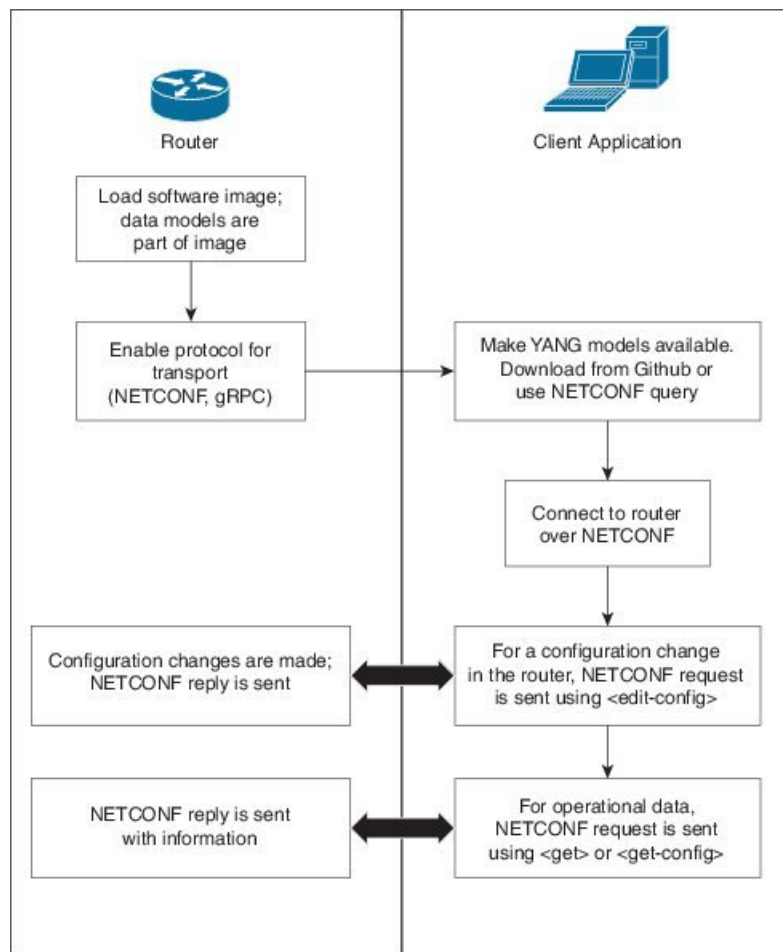 Router
Client Application
Load software image;
data models are
part of image
Enable protocol for
transport
(NETCONF, gRPC)
Make YANG models available.
Download from Github or
use NETCONF query
Connect to router
over NETCONF
Configuration changes are made;
NETCONF reply is sent
For a configuration change
in the router, NETCONF request
is sent using <edit-config>
NETCONF reply is sent
with information
For operational data,
NETCONF request is sent
using <get> or <get-config>